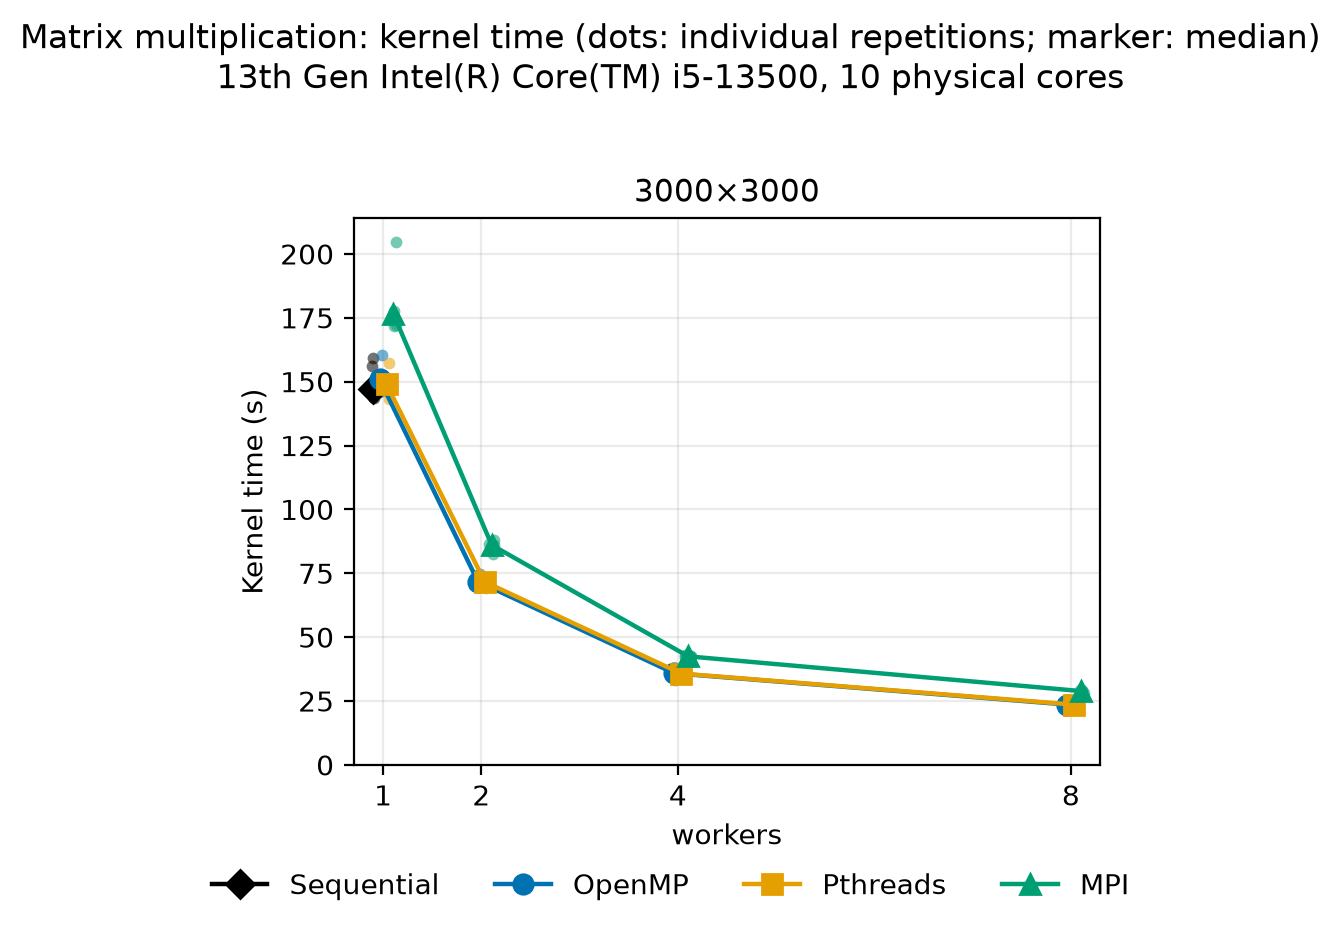 Matrix multiplication: kernel time (dots: individual repetitions; marker: median)
13th Gen Intel(R) Core(TM) i5-13500, 10 physical cores
3000×3000
200
175
150
125
100
75
50
25
0
Kernel time (s)
1 2 4 8
workers
Sequential OpenMP Pthreads MPI